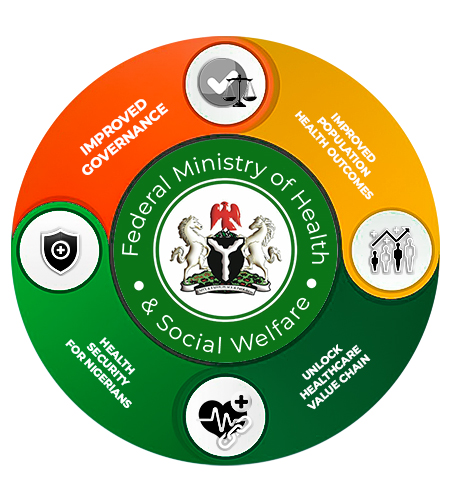 IMPROVED
GOVERNANCE
IMPROVED
POPULATION
HEALTH OUTCOMES
Federal Ministry of Health
& Social Welfare
HEALTH
SECURITY
FOR NIGERIANS
UNLOCK
HEALTHCARE
VALUE CHAIN